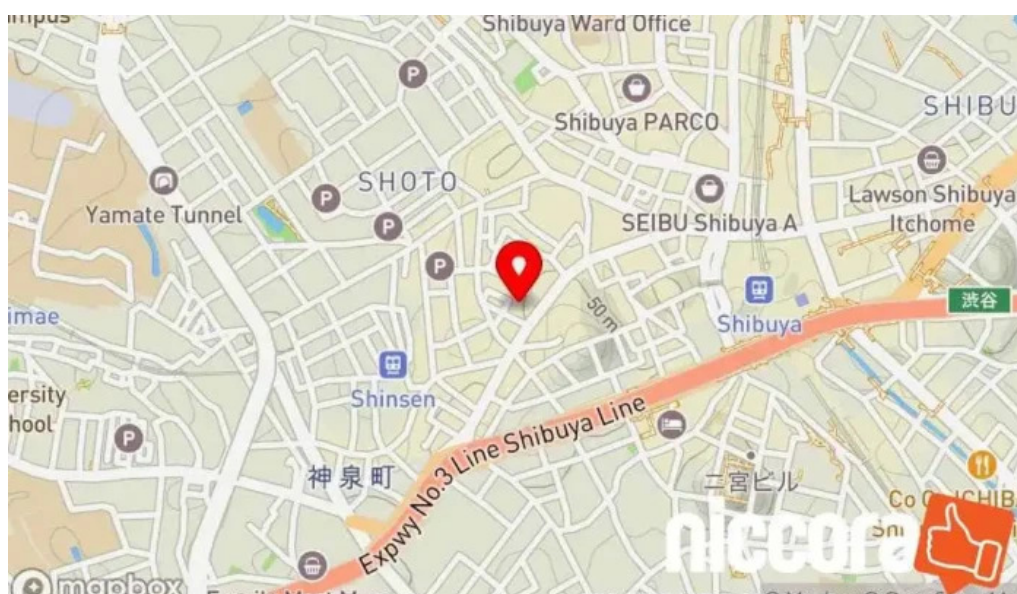 mpus
Shibuya Ward Office
Shibuya PARCO
SHIBU
P
SHOTO
P
Yamate Tunnel
P
SEIBU Shibuya A
Lawson Shibuya
Itchome
P
50 m
Shibuya
渋谷
imae
Shinsen
ersity
hool
P
Expwy No.3 Line Shibuya Line
神泉町
二宮ビル
niccora
mapbox